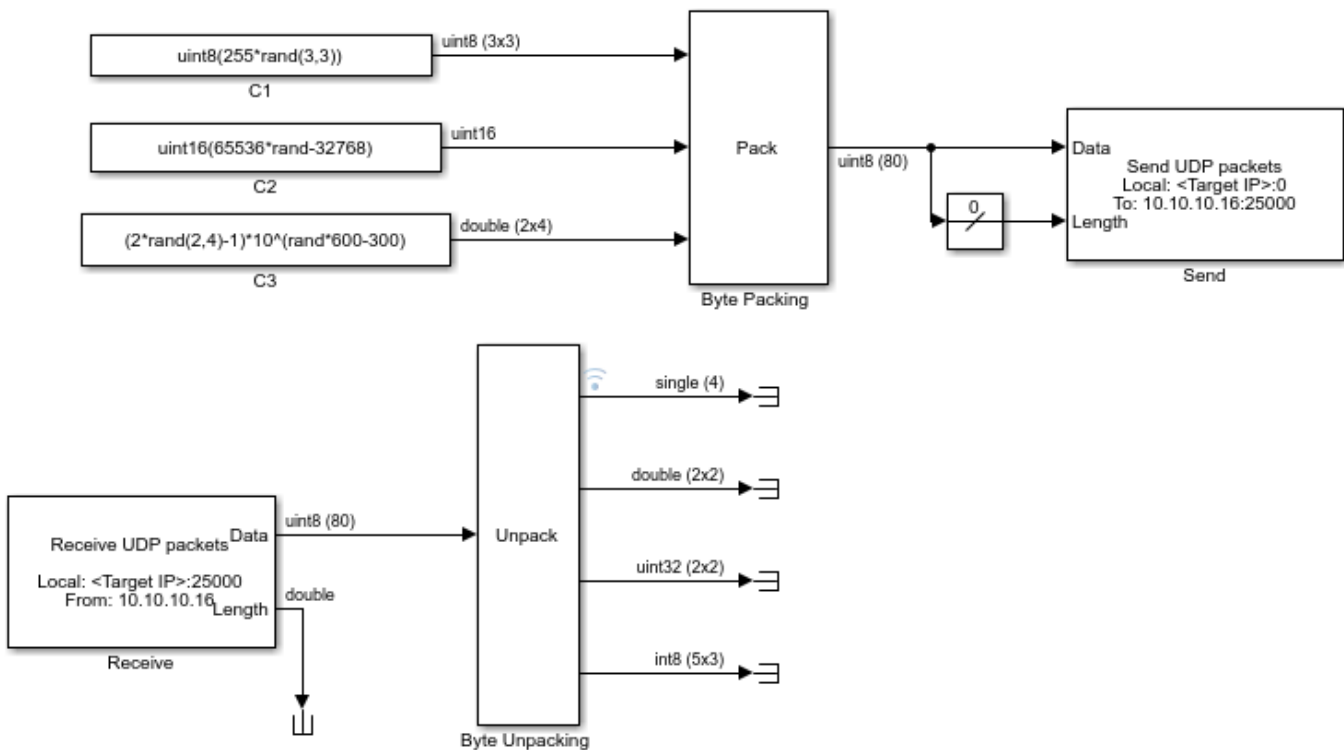 uint8(255*rand(3,3))
uint8 (3x3)
C1
uint16(65536*rand-32768)
uint16
C2
(2*rand(2,4)-1)*10^(rand*600-300)
double (2x4)
C3
Pack
Byte Packing
uint8 (80)
0
Data
Length
Send UDP packets
Local: <Target IP>:0
To: 10.10.10.16:25000
Send
Receive UDP packets
Local: <Target IP>:25000
From: 10.10.10.16
Data
Length
Receive
uint8 (80)
double
Unpack
Byte Unpacking
single (4)
double (2x2)
uint32 (2x2)
int8 (5x3)